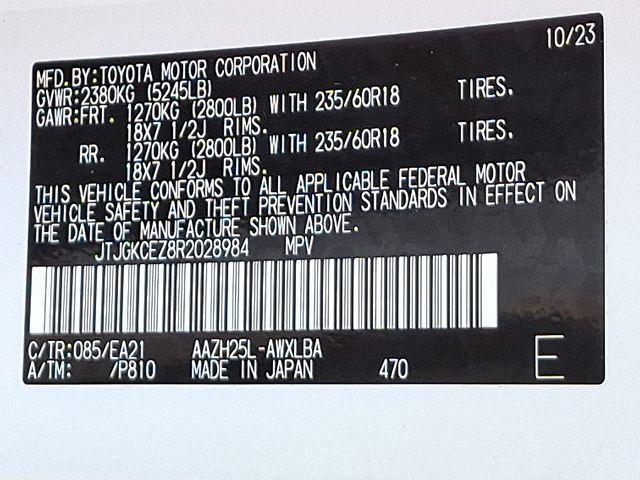 10/23
MFD. BY: TOYOTA MOTOR CORPORATION
GVWR: 2380KG (5245LB)
GAWR: FRT. 1270KG (2800LB) WITH 235/60R18 TIRES.
18X7 1/2J RIMS.
RR. 1270KG (2800LB) WITH 235/60R18 TIRES.
18X7 1/2J RIMS.
THIS VEHICLE CONFORMS TO ALL APPLICABLE FEDERAL MOTOR
VEHICLE SAFETY AND THEFT PREVENTION STANDARDS IN EFFECT ON
THE DATE OF MANUFACTURE SHOWN ABOVE.
JTJGKCEZ8R2028984 MPV
C/TR: 085/EA21 AAZH25L-AWXLBA
A/TM: /P810 MADE IN JAPAN 470 E